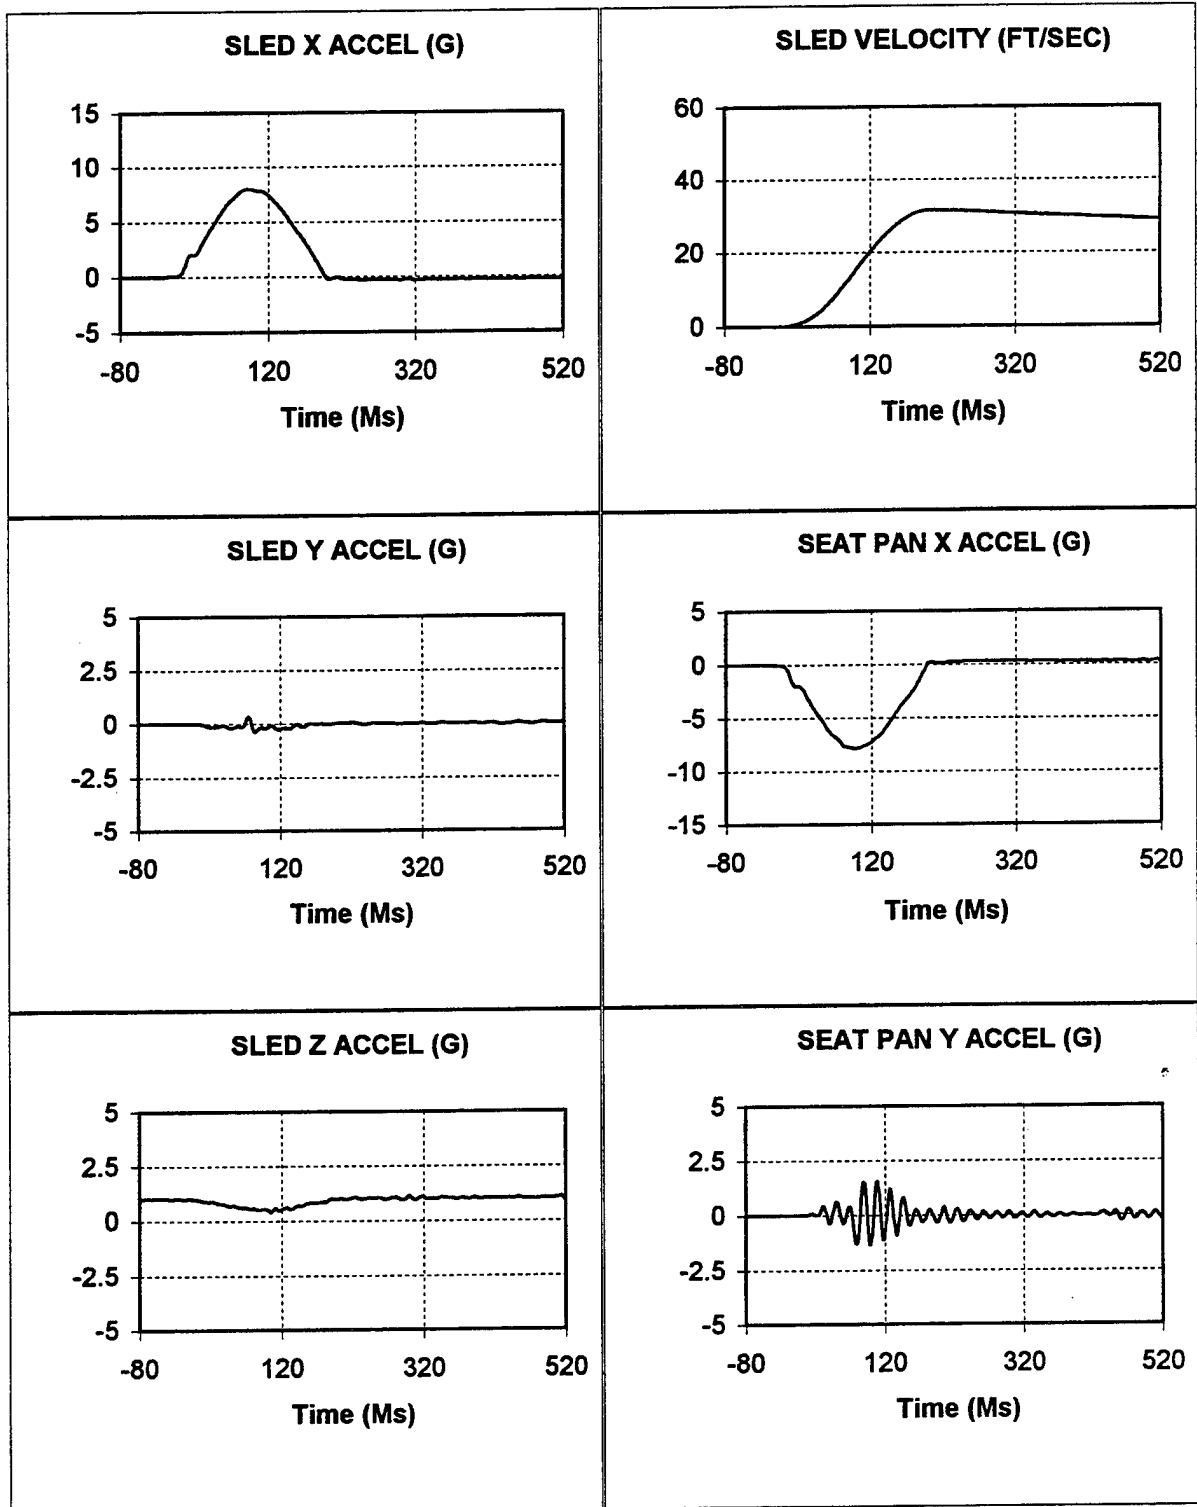 SLED X ACCEL (G)
15
10
5
0
-5
-80 120 320 520
Time (Ms)
SLED VELOCITY (FT/SEC)
60
40
20
0
-80 120 320 520
Time (Ms)
SLED Y ACCEL (G)
5
2.5
0
-2.5
-5
-80 120 320 520
Time (Ms)
SEAT PAN X ACCEL (G)
5
0
-5
-10
-15
-80 120 320 520
Time (Ms)
SLED Z ACCEL (G)
5
2.5
0
-2.5
-5
-80 120 320 520
Time (Ms)
SEAT PAN Y ACCEL (G)
5
2.5
0
-2.5
-5
-80 120 320 520
Time (Ms)